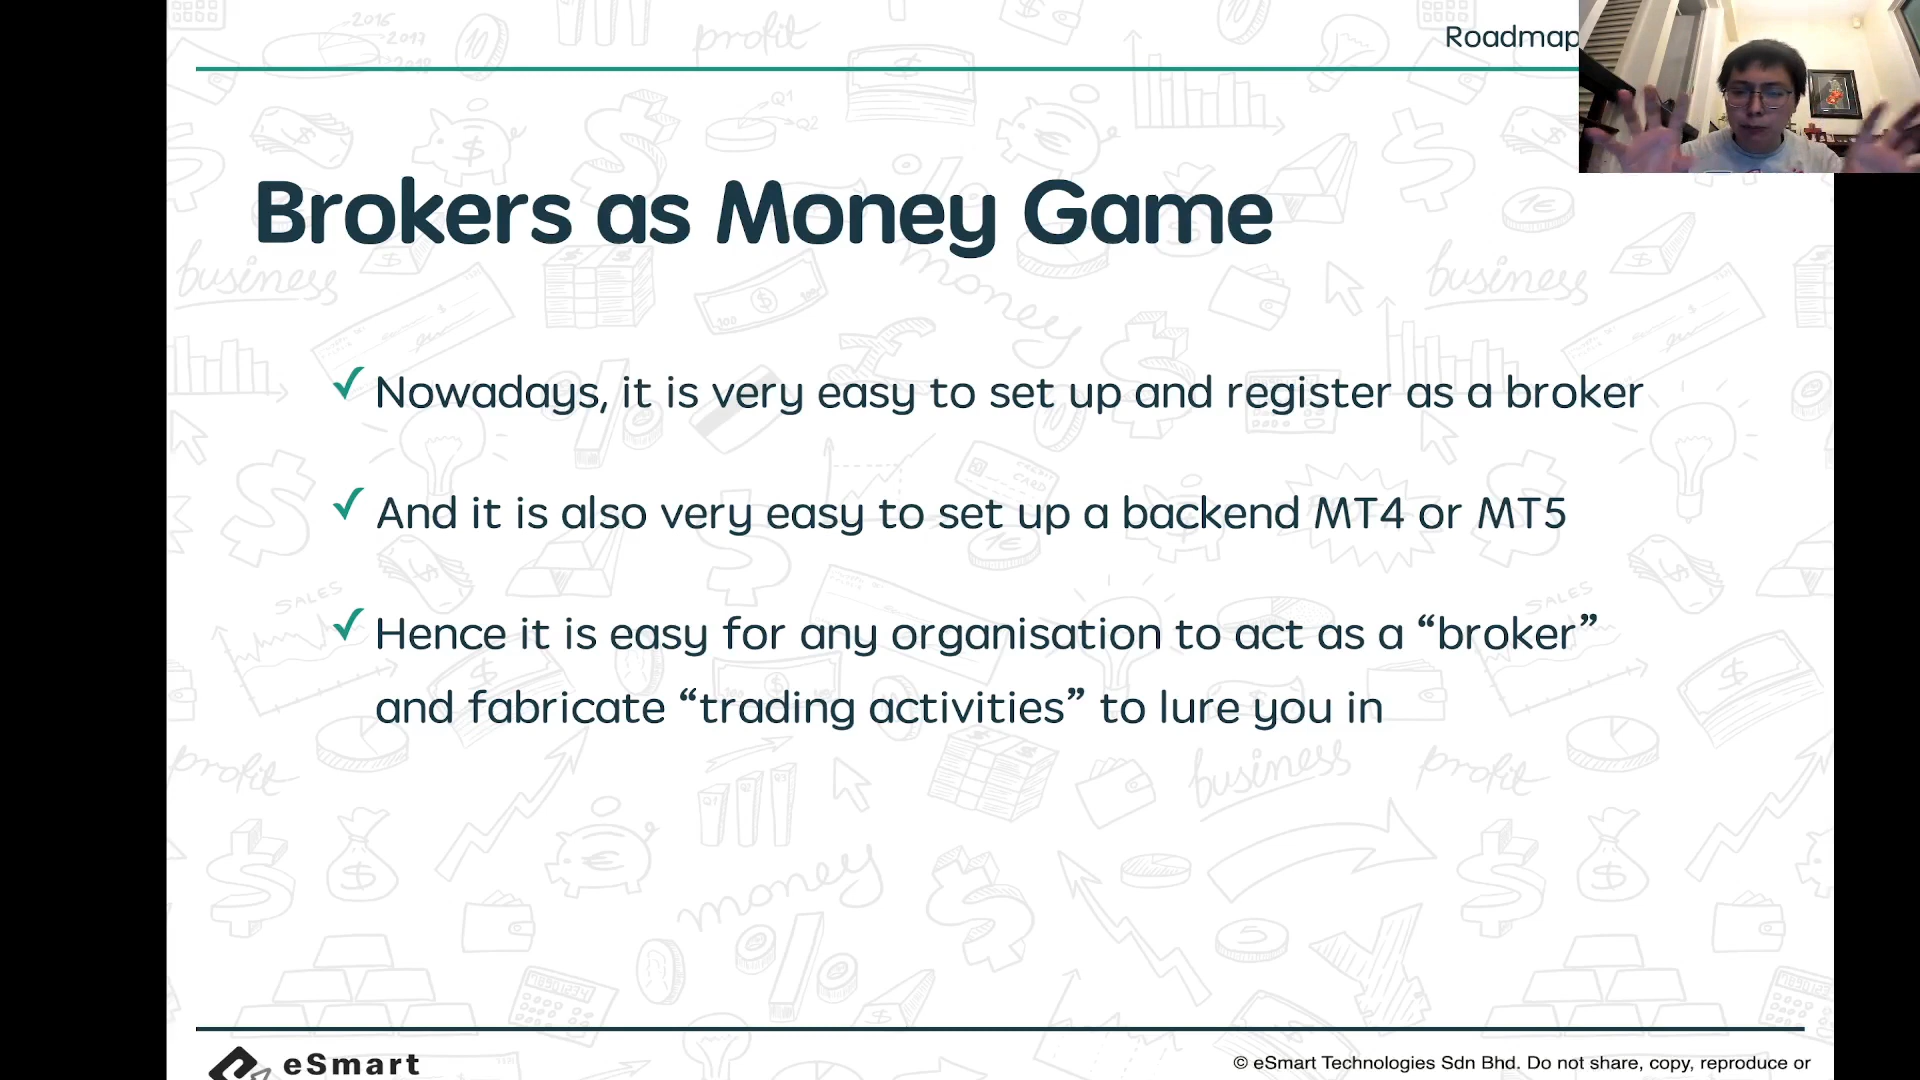 Roadmap
Brokers as Money Game
✓ Nowadays, it is very easy to set up and register as a broker
✓ And it is also very easy to set up a backend MT4 or MT5
✓ Hence it is easy for any organisation to act as a “broker”
and fabricate “trading activities” to lure you in
eSmart
© eSmart Technologies Sdn Bhd. Do not share, copy, reproduce or